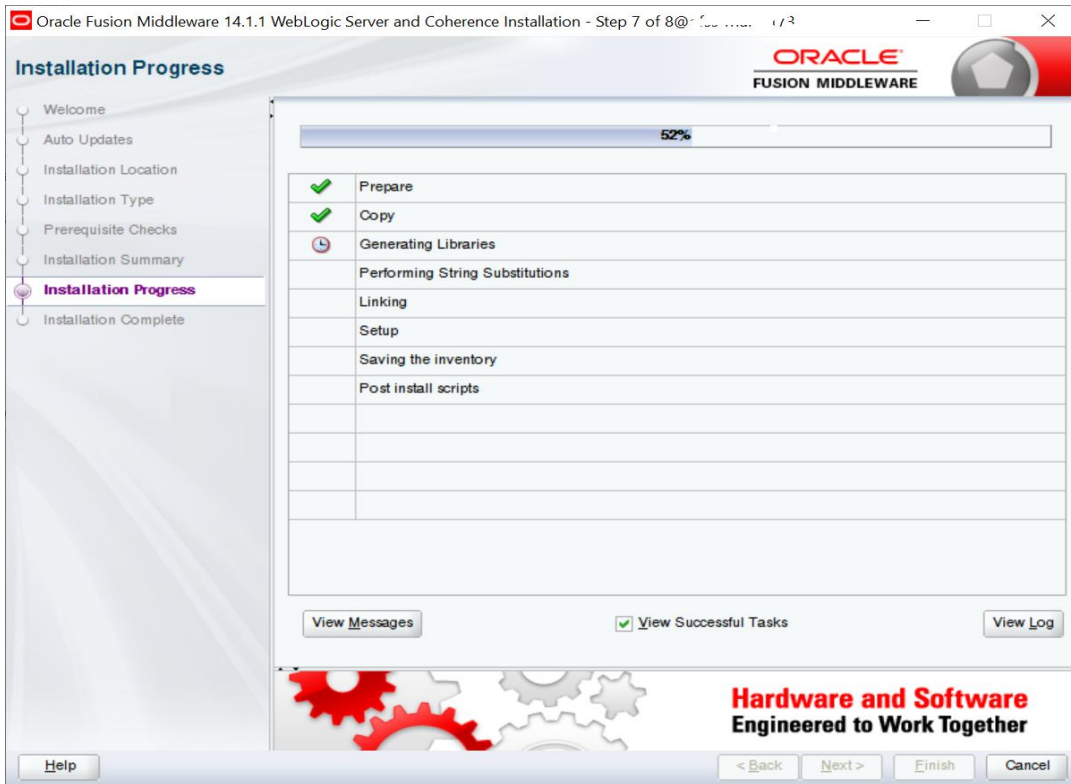 Oracle Fusion Middleware 14.1.1 WebLogic Server and Coherence Installation - Step 7 of 8@
Installation Progress
ORACLE
FUSION MIDDLEWARE
Welcome
Auto Updates
Installation Location
Installation Type
Prerequisite Checks
Installation Summary
Installation Progress
Installation Complete
52%
Prepare
Copy
Generating Libraries
Performing String Substitutions
Linking
Setup
Saving the inventory
Post install scripts
View Messages
View Successful Tasks
View Log
Hardware and Software
Engineered to Work Together
Help
< Back
Next >
Finish
Cancel